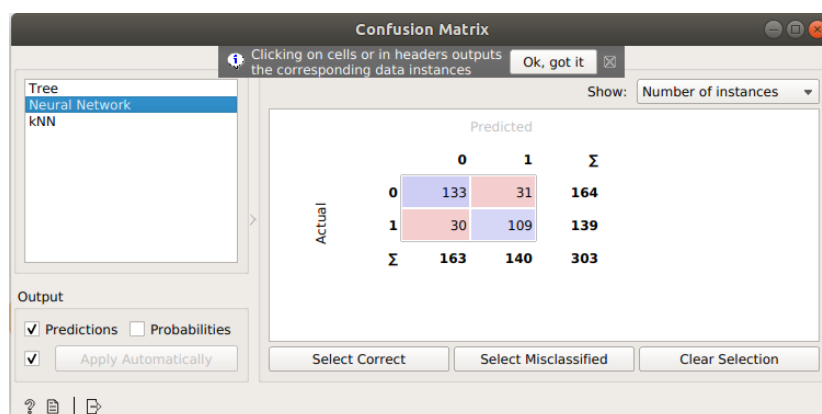 Confusion Matrix
Clicking on cells or in headers outputs
the corresponding data instances
Ok, got it
Tree
Neural Network
kNN
Show: Number of instances
Predicted
0 1 Σ
0 133 31 164
Actual
1 30 109 139
Σ 163 140 303
Output
Predictions Probabilities
Apply Automatically
Select Correct Select Misclassified Clear Selection
?